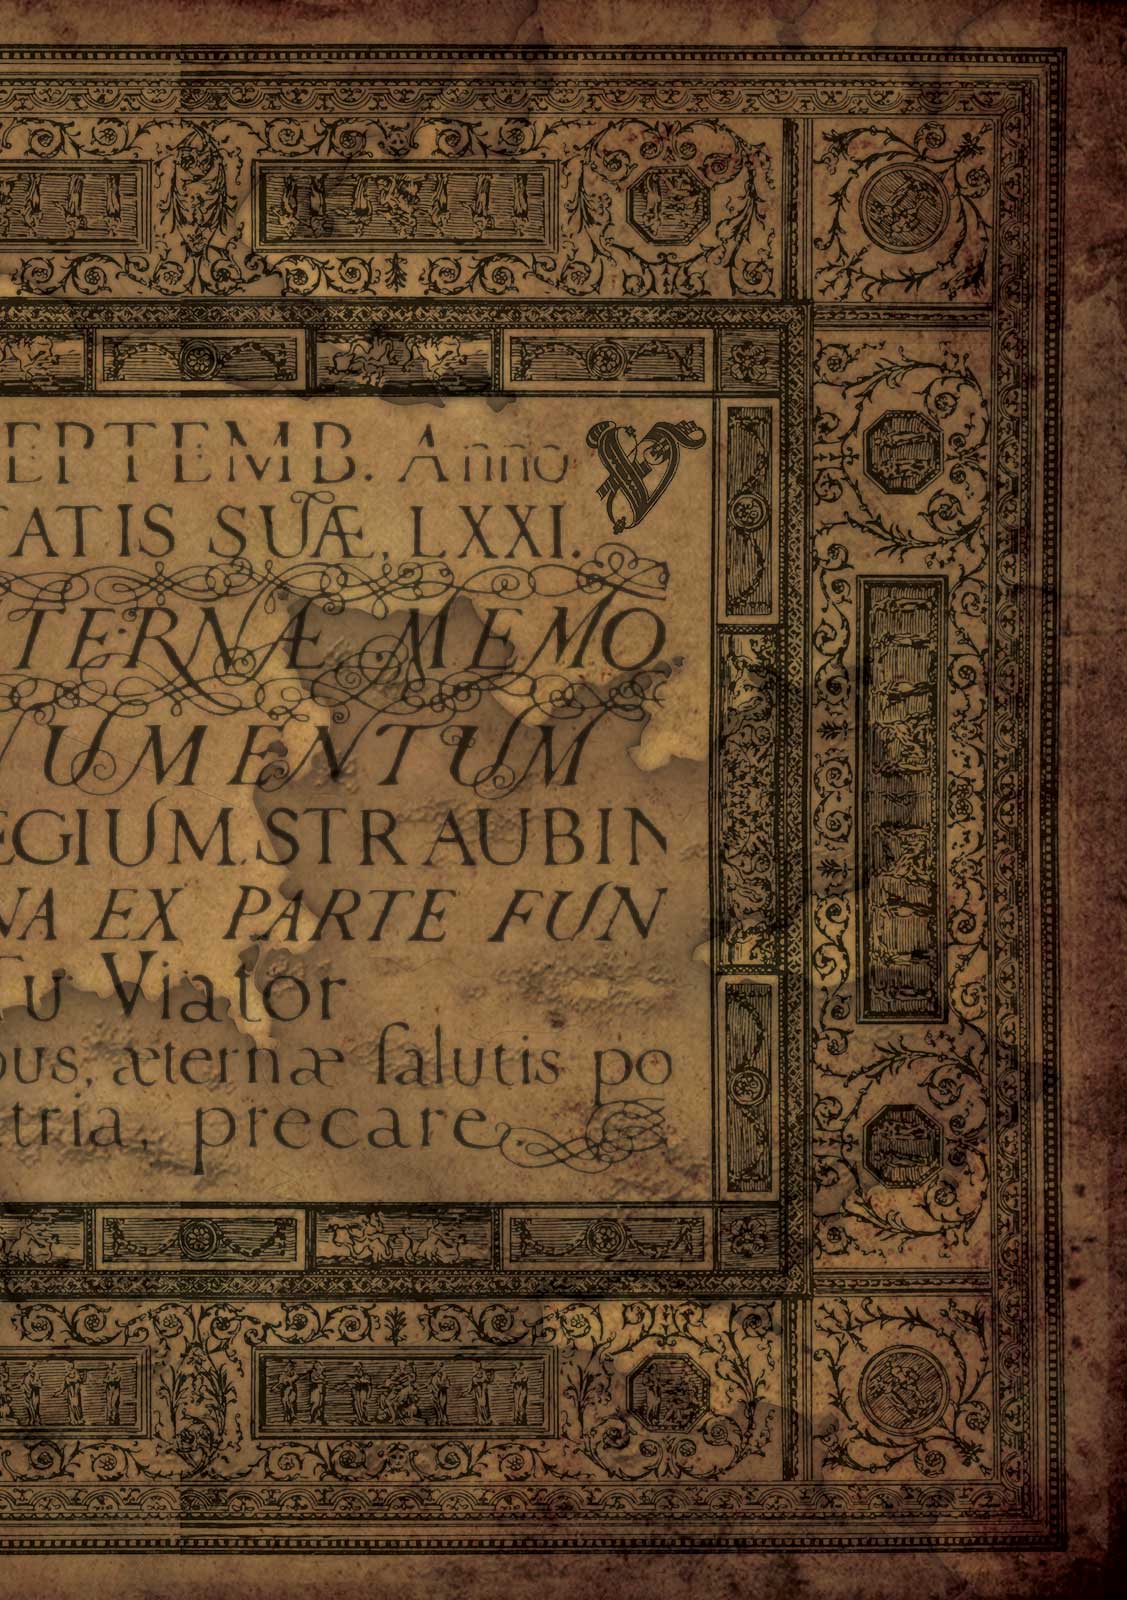 EPTEMB. Anno
TATIS SUÆ, LXXI.
TERNÆ MEMO
NUMENTUM
EGIUM STRAUBIN
NA EX PARTE FUN
Tu Viator
bus, æternæ ſalutis po
tria, precare